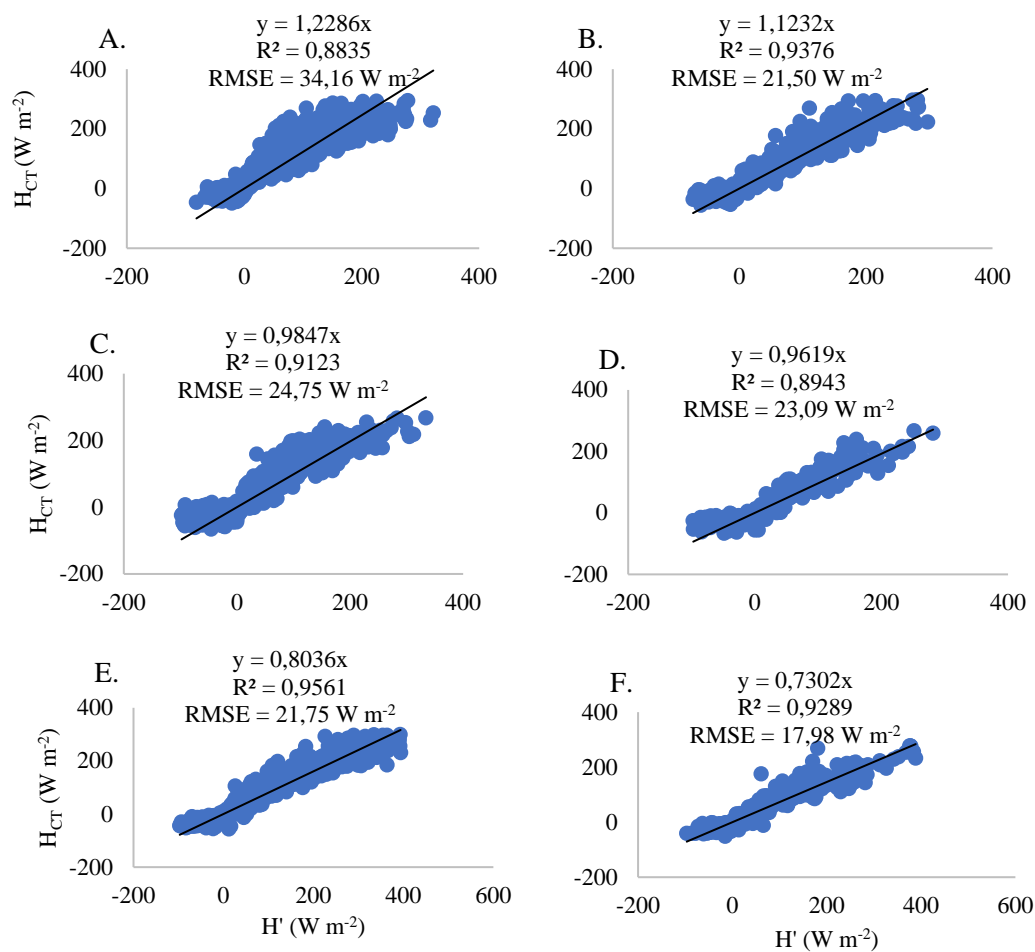 A.
y = 1,2286x
R² = 0,8835
RMSE = 34,16 W m-2
400
200
0
-200
-200 0 200 400
HCT (W m-2)
B.
y = 1,1232x
R² = 0,9376
RMSE = 21,50 W m-2
400
200
0
-200
-200 0 200 400
C.
y = 0,9847x
R² = 0,9123
RMSE = 24,75 W m-2
400
200
0
-200
-200 0 200 400
HCT (W m-2)
D.
y = 0,9619x
R² = 0,8943
RMSE = 23,09 W m-2
400
200
0
-200
-200 0 200 400
E.
y = 0,8036x
R² = 0,9561
RMSE = 21,75 W m-2
400
200
0
-200
-200 0 200 400 600
HCT (W m-2)
H' (W m-2)
F.
y = 0,7302x
R² = 0,9289
RMSE = 17,98 W m-2
400
200
0
-200
-200 0 200 400 600
H' (W m-2)